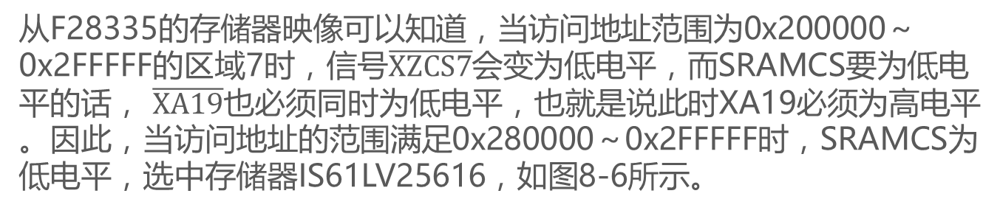 从F28335的存储器映像可以知道，当访问地址范围为0x200000～
0x2FFFFF的区域7时，信号X̅Z̅C̅S̅7̅会变为低电平，而SRAMCS要为低电
平的话， X̅A̅1̅9̅也必须同时为低电平，也就是说此时XA19必须为高电平
。因此，当访问地址的范围满足0x280000～0x2FFFFF时，SRAMCS为
低电平，选中存储器IS61LV25616，如图8-6所示。